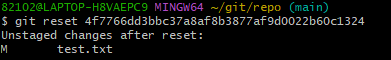 82102@LAPTOP-H8VAEPC9 MINGW64 ~/git/repo (main)
$ git reset 4f7766dd3bbc37a8af8b3877af9d0022b60c1324
Unstaged changes after reset:
M       test.txt